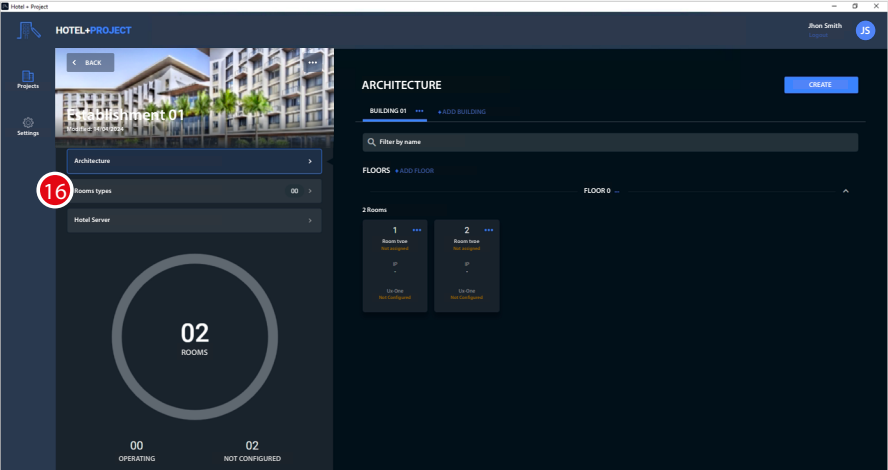 Hotel + Project
HOTEL+PROJECT
Jhon Smith
Logout
JS
Projects
Settings
BACK
Establishment 01
Modified: 14/04/2024
Architecture
16
Rooms types
00
Hotel Server
02
ROOMS
00
OPERATING
02
NOT CONFIGURED
ARCHITECTURE
CREATE
BUILDING 01
+ADD BUILDING
Filter by name
FLOORS +ADD FLOOR
FLOOR 0
2 Rooms
1
Room type
Not assigned
IP
-
Ux-One
Not Configured
2
Room type
Not assigned
IP
-
Ux-One
Not Configured